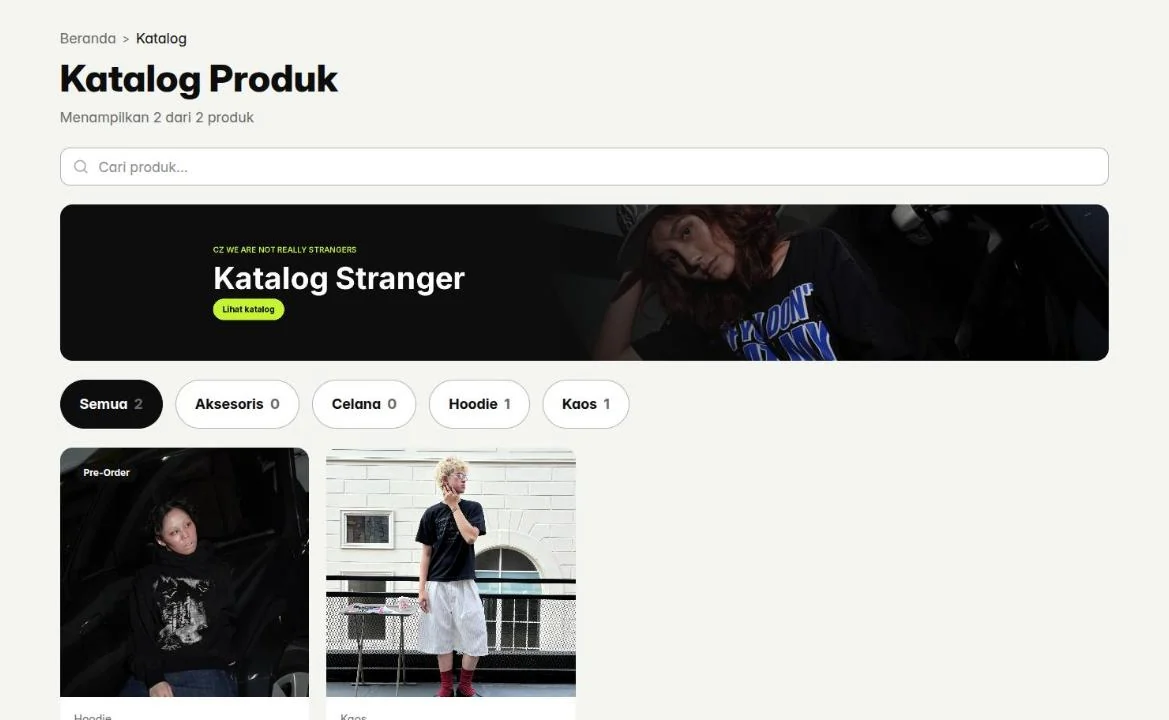 Beranda > Katalog
Katalog Produk
Menampilkan 2 dari 2 produk
Cari produk...
CZ WE ARE NOT REALLY STRANGERS
Katalog Stranger
Lihat katalog
Semua 2
Aksesoris 0
Celana 0
Hoodie 1
Kaos 1
Pre-Order
Hoodie
Kaos